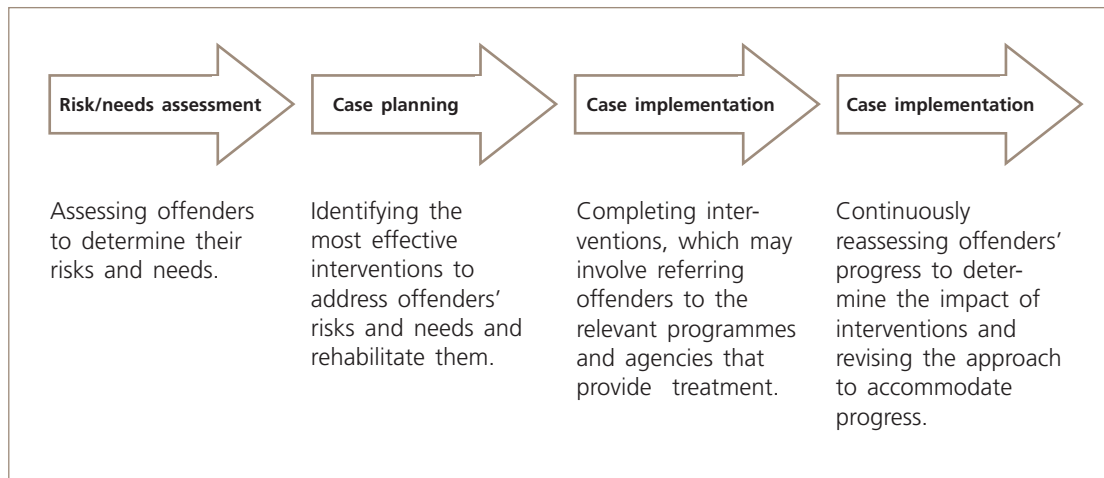 Risk/needs assessment
Case planning
Case implementation
Case implementation
Assessing offenders
to determine their
risks and needs.
Identifying the
most effective
interventions to
address offenders’
risks and needs and
rehabilitate them.
Completing inter-
ventions, which may
involve referring
offenders to the
relevant programmes
and agencies that
provide treatment.
Continuously
reassessing offenders’
progress to deter-
mine the impact of
interventions and
revising the approach
to accommodate
progress.